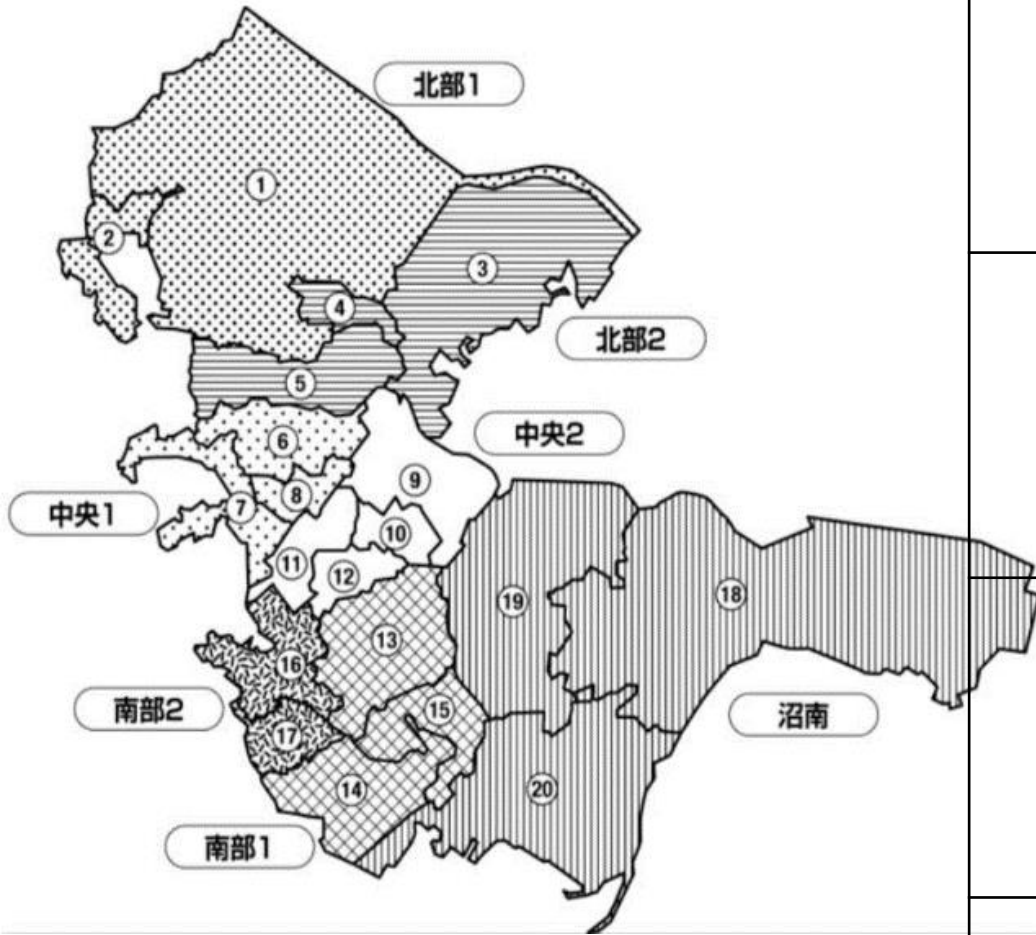 北部1
①
②
③
④
北部2
⑤
中央2
⑥
⑨
⑧
中央1
⑦
⑩
⑪
⑫
⑱
⑲
⑬
⑯
南部2
⑮
沼南
⑰
⑭
⑳
南部1